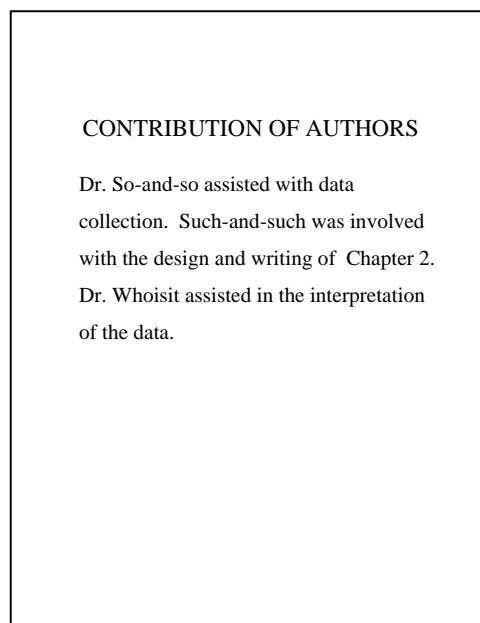 CONTRIBUTION OF AUTHORS
Dr. So-and-so assisted with data
collection.  Such-and-such was involved
with the design and writing of  Chapter 2.
Dr. Whoisit assisted in the interpretation
of the data.